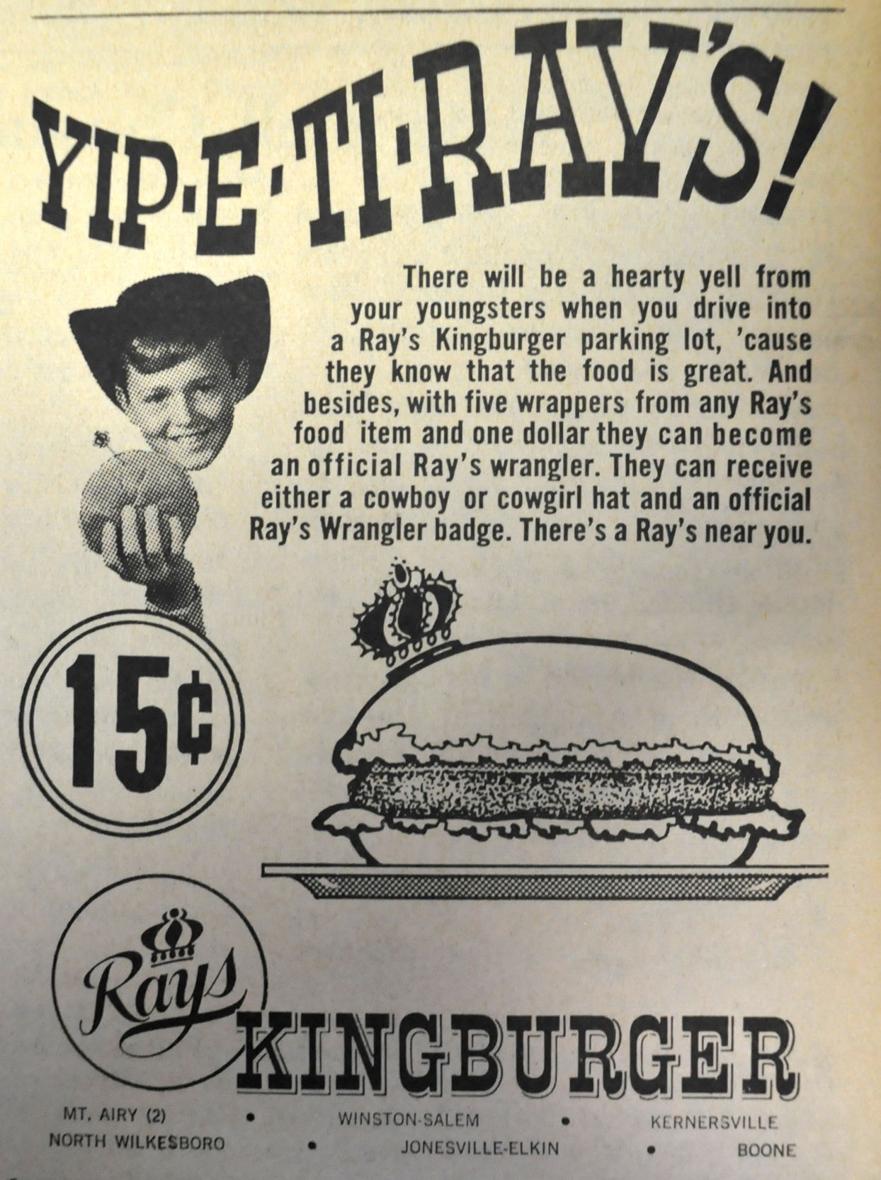 YIP·E·TI·RAY'S!
There will be a hearty yell from
your youngsters when you drive into
a Ray's Kingburger parking lot, 'cause
they know that the food is great. And
besides, with five wrappers from any Ray's
food item and one dollar they can become
an official Ray's wrangler. They can receive
either a cowboy or cowgirl hat and an official
Ray's Wrangler badge. There's a Ray's near you.
15¢
Rays
KINGBURGER
MT. AIRY (2) • WINSTON-SALEM • KERNERSVILLE
NORTH WILKESBORO • JONESVILLE-ELKIN • BOONE